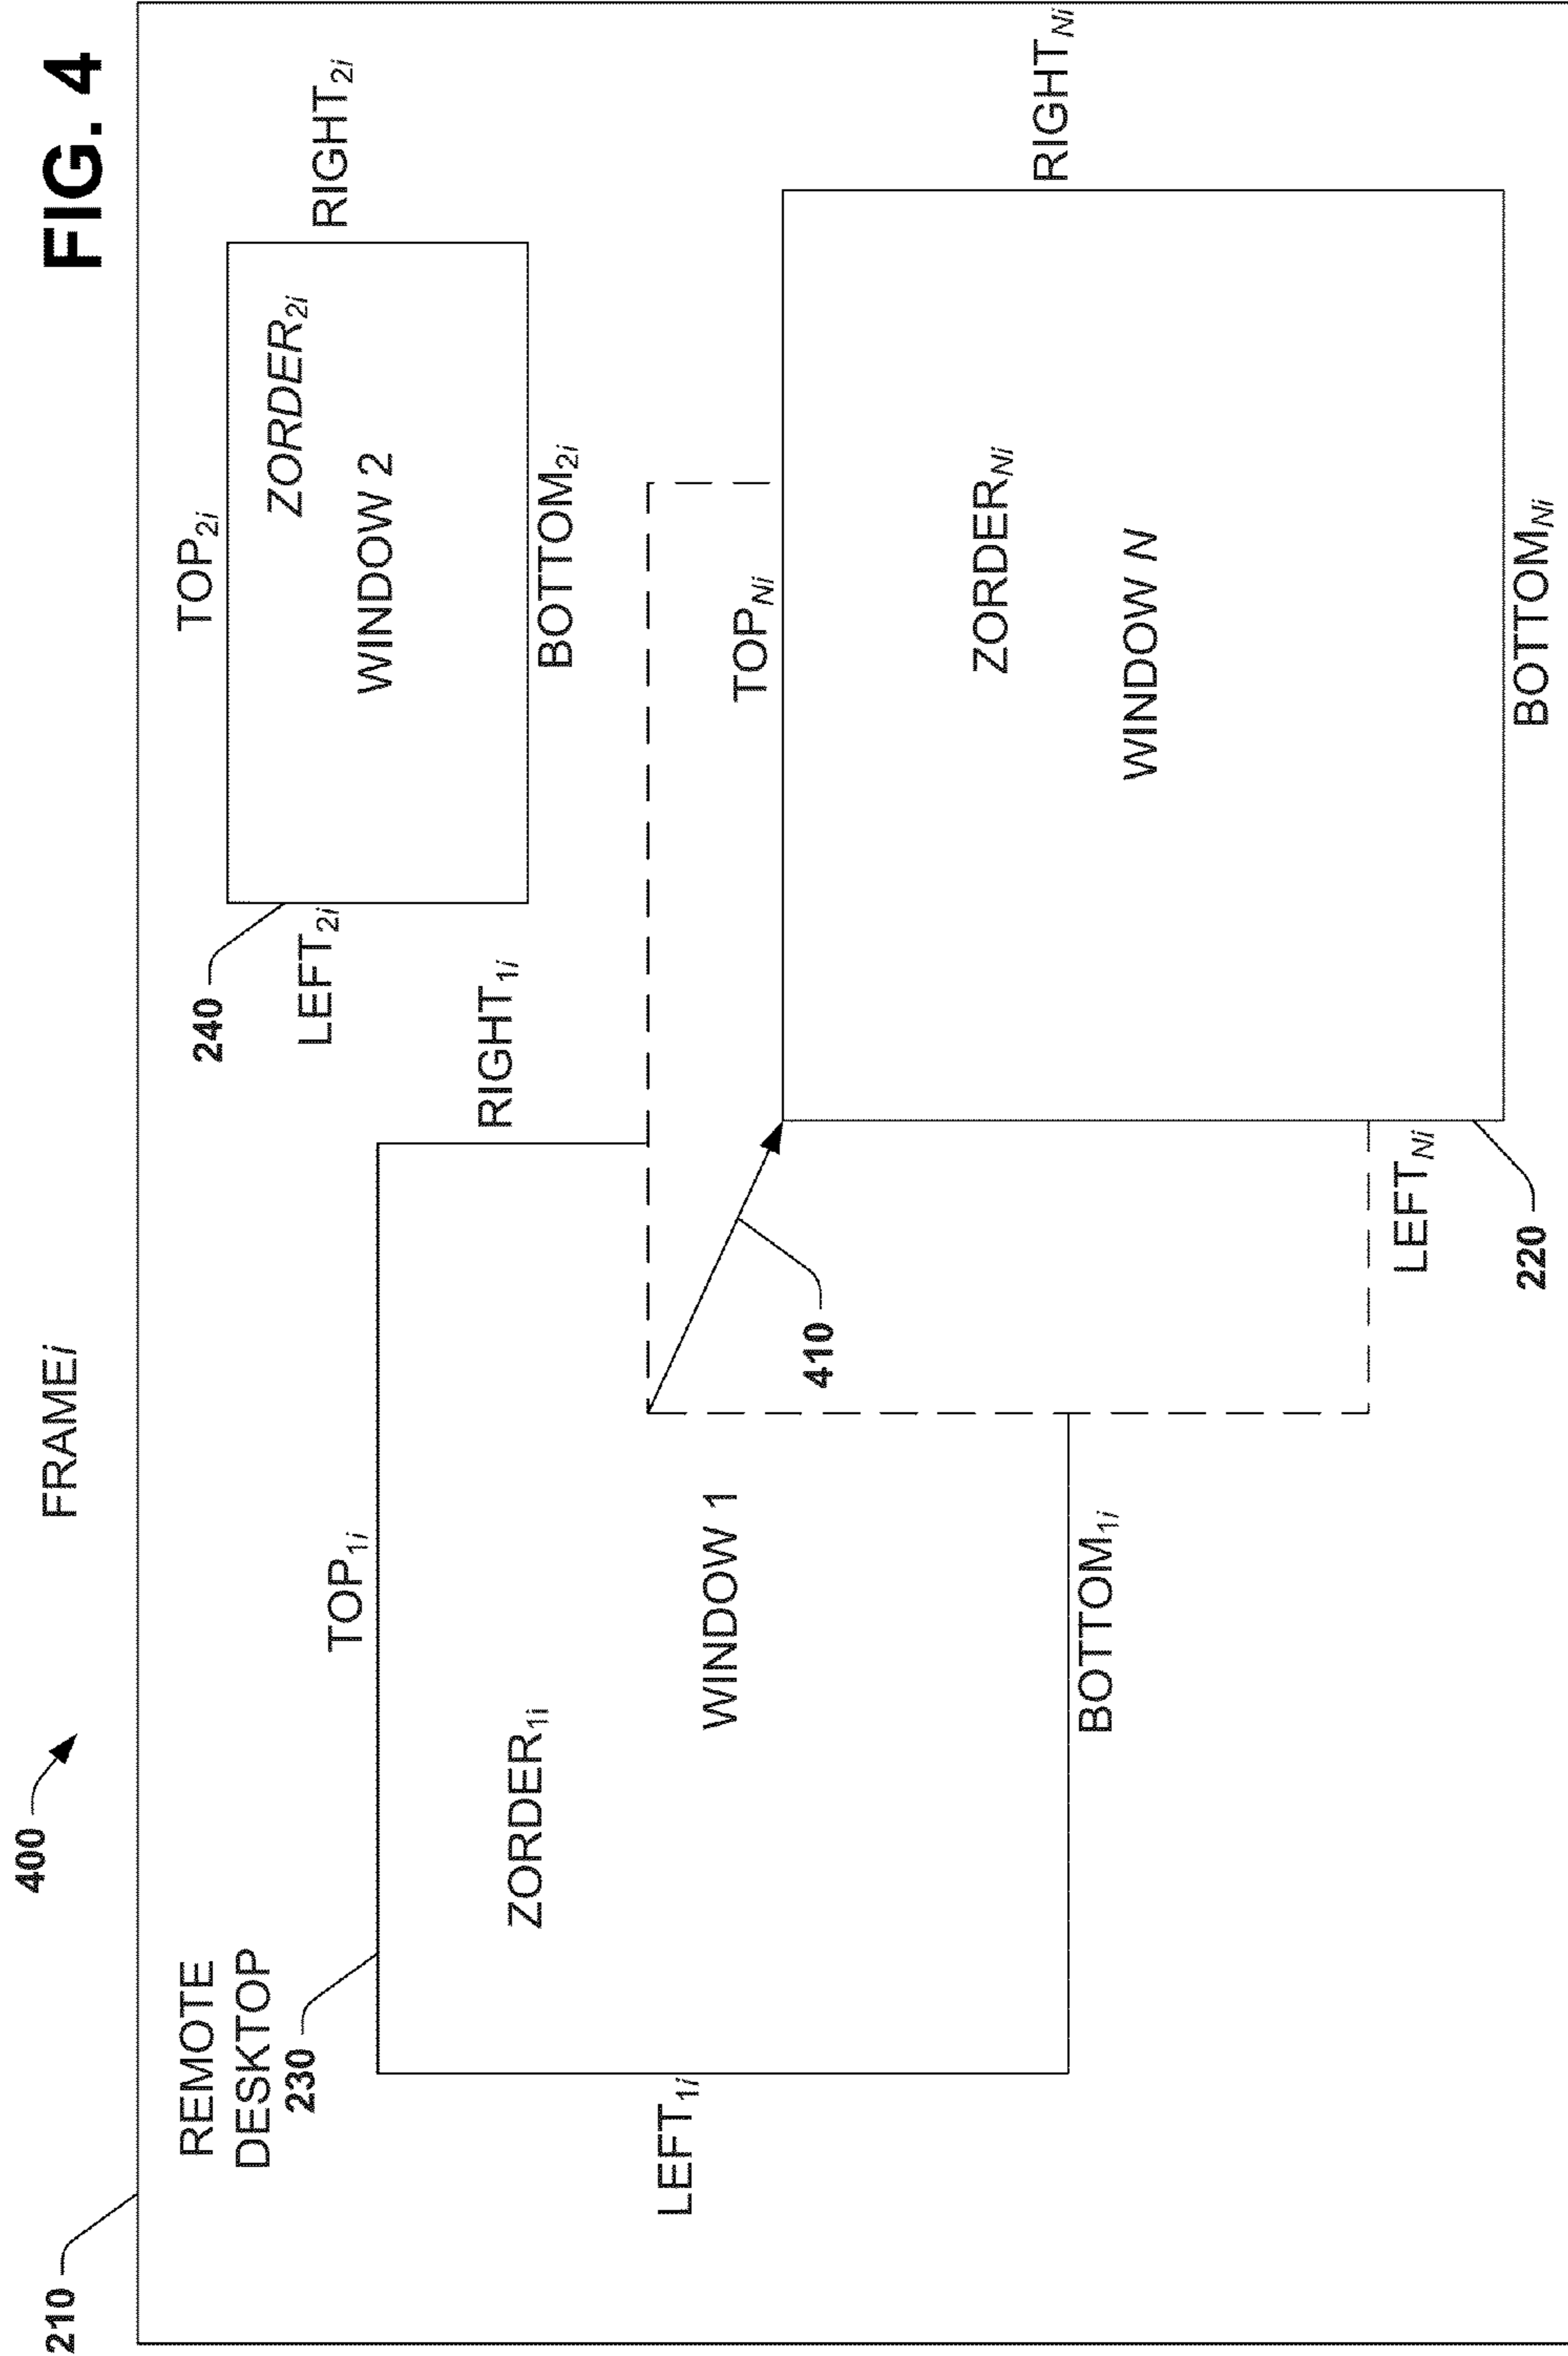 FIG. 4
400
FRAMEi
210
REMOTE
DESKTOP
230
TOP1i
ZORDER1i
WINDOW 1
LEFT1i
RIGHT1i
BOTTOM1i
240
TOP2i
ZORDER2i
WINDOW 2
LEFT2i
RIGHT2i
BOTTOM2i
410
TOPNi
ZORDERNi
WINDOW N
LEFTNi
RIGHTNi
220
BOTTOMNi